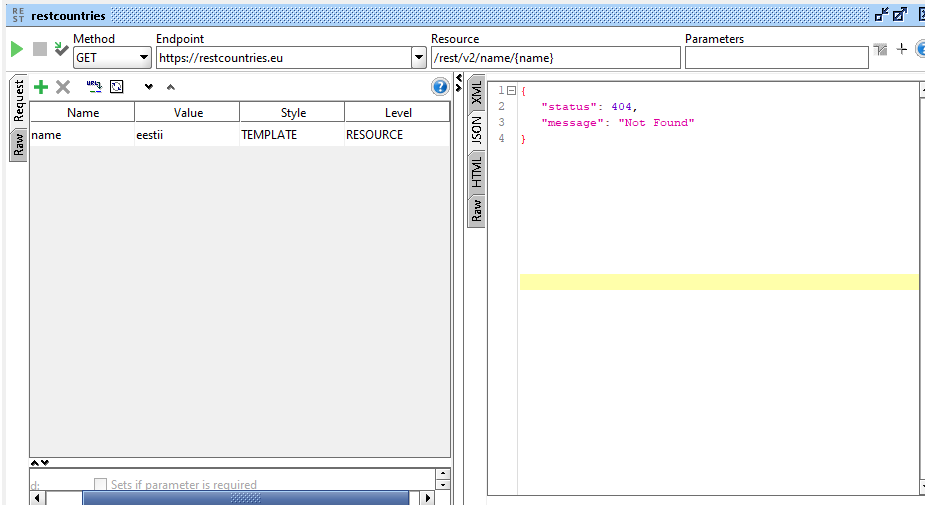 RE
ST restcountries
Method Endpoint Resource Parameters
GET https://restcountries.eu /rest/v2/name/{name}
Request
Raw
Name Value Style Level
name eestii TEMPLATE RESOURCE
d: Sets if parameter is required
XML
JSON
HTML
Raw
1 {
2 "status": 404,
3 "message": "Not Found"
4 }